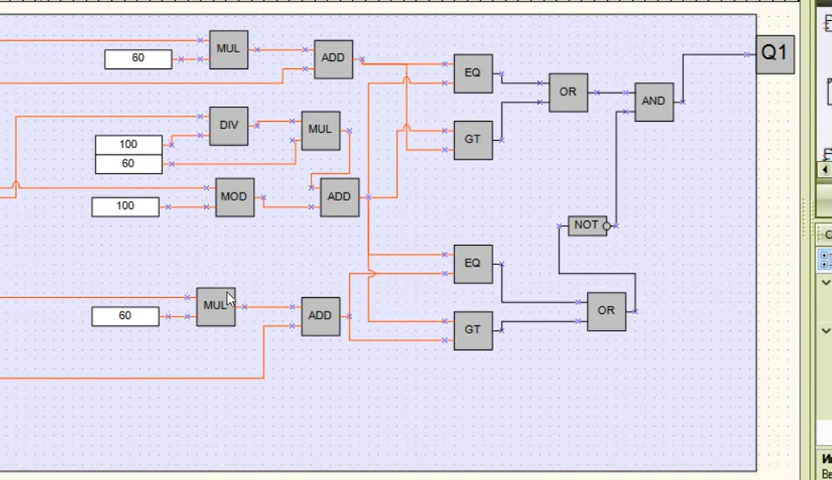 MUL
60
ADD
EQ
OR
AND
Q1
DIV
100
60
MUL
GT
MOD
100
ADD
NOT
EQ
MUL
60
ADD
GT
OR